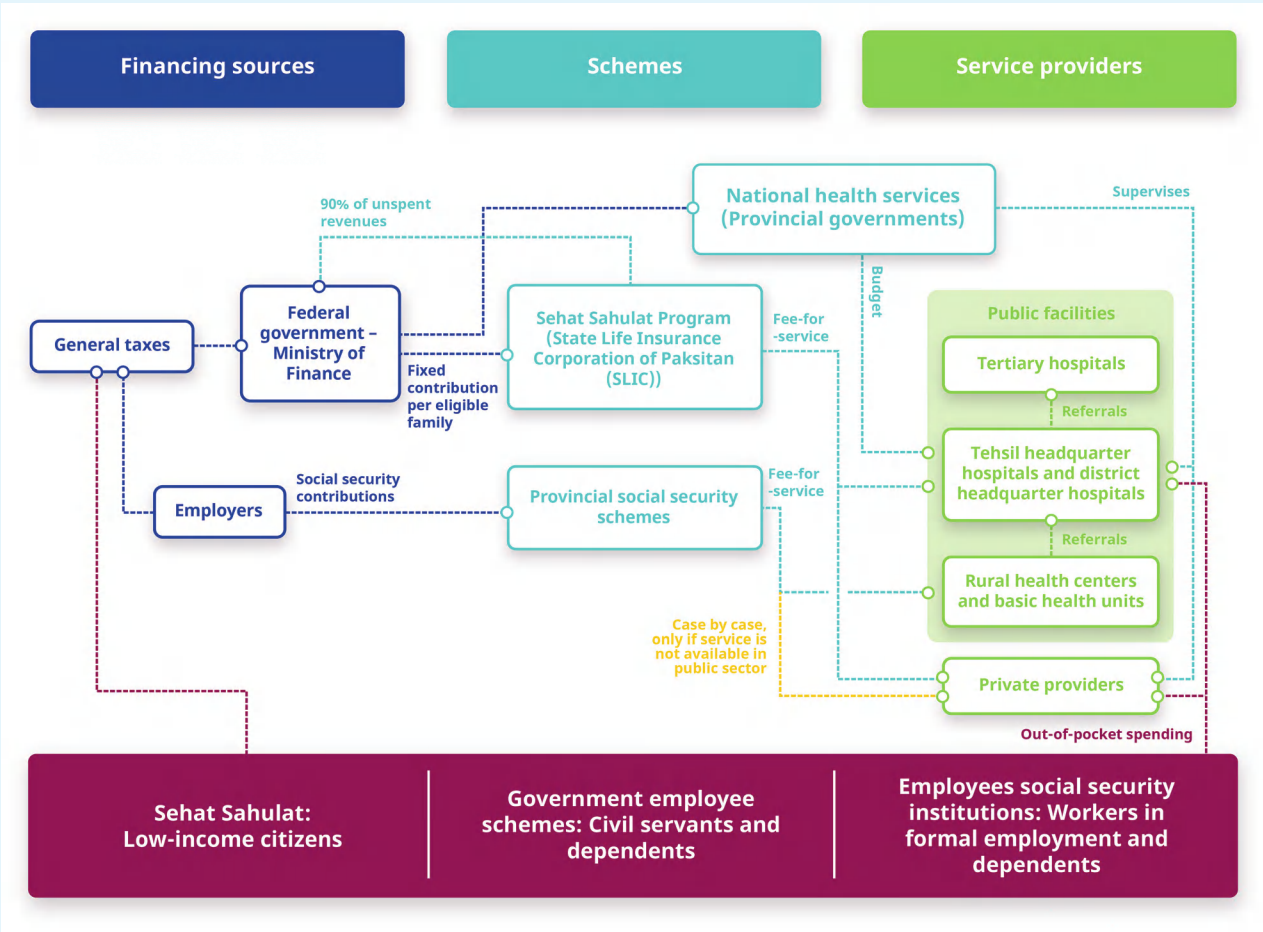 Financing sources
Schemes
Service providers
National health services
(Provincial governments)
Supervises
90% of unspent
revenues
Budget
General taxes
Federal
government –
Ministry of
Finance
Fixed
contribution
per eligible
family
Sehat Sahulat Program
(State Life Insurance
Corporation of Paksitan
(SLIC))
Fee-for
-service
Public facilities
Tertiary hospitals
Referrals
Tehsil headquarter
hospitals and district
headquarter hospitals
Referrals
Rural health centers
and basic health units
Employers
Social security
contributions
Provincial social security
schemes
Fee-for
-service
Case by case,
only if service is
not available in
public sector
Private providers
Out-of-pocket spending
Sehat Sahulat:
Low-income citizens
Government employee
schemes: Civil servants and
dependents
Employees social security
institutions: Workers in
formal employment and
dependents